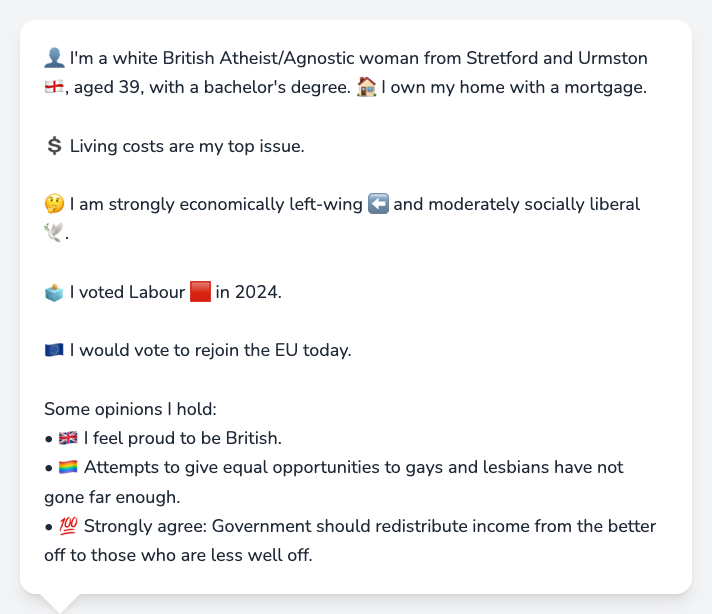 👤 I'm a white British Atheist/Agnostic woman from Stretford and Urmston
🏴󠁧󠁢󠁥󠁮󠁧󠁿, aged 39, with a bachelor's degree. 🏠 I own my home with a mortgage.
💲 Living costs are my top issue.
🤔 I am strongly economically left-wing ⬅️ and moderately socially liberal
🕊️.
🗳️ I voted Labour 🟥 in 2024.
🇪🇺 I would vote to rejoin the EU today.
Some opinions I hold:
• 🇬🇧 I feel proud to be British.
• 🏳️‍🌈 Attempts to give equal opportunities to gays and lesbians have not
gone far enough.
• 💯 Strongly agree: Government should redistribute income from the better
off to those who are less well off.